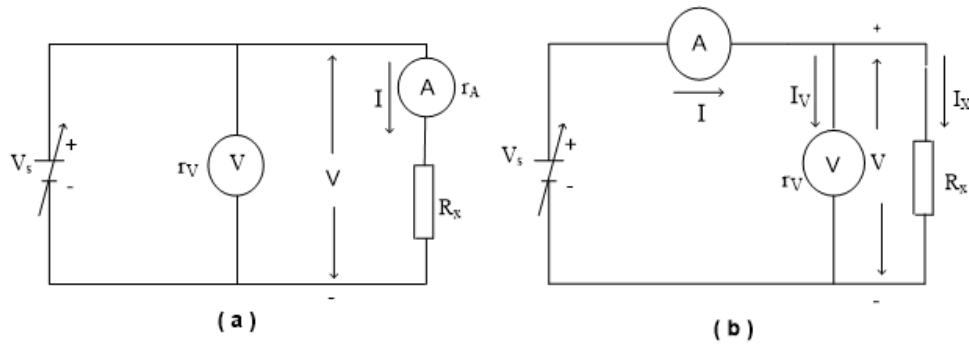 A
+
A
r_A
I
I
I_V
I_X
V_s
+
r_V
V
V
R_x
V_s
+
r_V
V
V
R_x
-
-
-
-
( a )
( b )